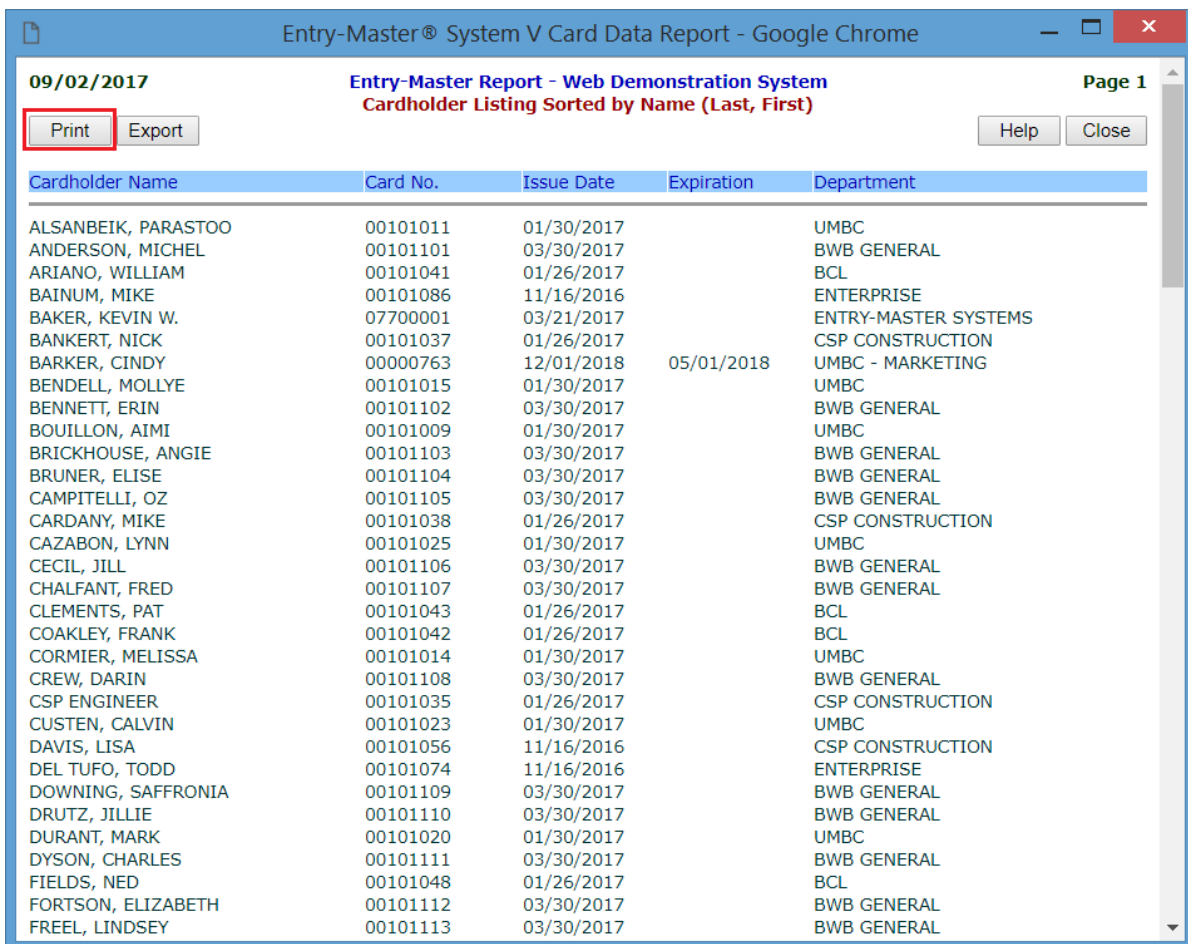 Entry-Master® System V Card Data Report - Google Chrome
09/02/2017 Entry-Master Report - Web Demonstration System Page 1
Cardholder Listing Sorted by Name (Last, First)
Print Export Help Close
Cardholder Name Card No. Issue Date Expiration Department
ALSANBEIK, PARASTOO 00101011 01/30/2017 UMBC
ANDERSON, MICHEL 00101101 03/30/2017 BWB GENERAL
ARIANO, WILLIAM 00101041 01/26/2017 BCL
BAINUM, MIKE 00101086 11/16/2016 ENTERPRISE
BAKER, KEVIN W. 07700001 03/21/2017 ENTRY-MASTER SYSTEMS
BANKERT, NICK 00101037 01/26/2017 CSP CONSTRUCTION
BARKER, CINDY 00000763 12/01/2018 05/01/2018 UMBC - MARKETING
BENDELL, MOLLYE 00101015 01/30/2017 UMBC
BENNETT, ERIN 00101102 03/30/2017 BWB GENERAL
BOUILLON, AIMI 00101009 01/30/2017 UMBC
BRICKHOUSE, ANGIE 00101103 03/30/2017 BWB GENERAL
BRUNER, ELISE 00101104 03/30/2017 BWB GENERAL
CAMPITELLI, OZ 00101105 03/30/2017 BWB GENERAL
CARDANY, MIKE 00101038 01/26/2017 CSP CONSTRUCTION
CAZABON, LYNN 00101025 01/30/2017 UMBC
CECIL, JILL 00101106 03/30/2017 BWB GENERAL
CHALFANT, FRED 00101107 03/30/2017 BWB GENERAL
CLEMENTS, PAT 00101043 01/26/2017 BCL
COAKLEY, FRANK 00101042 01/26/2017 BCL
CORMIER, MELISSA 00101014 01/30/2017 UMBC
CREW, DARIN 00101108 03/30/2017 BWB GENERAL
CSP ENGINEER 00101035 01/26/2017 CSP CONSTRUCTION
CUSTEN, CALVIN 00101023 01/30/2017 UMBC
DAVIS, LISA 00101056 11/16/2016 CSP CONSTRUCTION
DEL TUFO, TODD 00101074 11/16/2016 ENTERPRISE
DOWNING, SAFFRONIA 00101109 03/30/2017 BWB GENERAL
DRUTZ, JILLIE 00101110 03/30/2017 BWB GENERAL
DURANT, MARK 00101020 01/30/2017 UMBC
DYSON, CHARLES 00101111 03/30/2017 BWB GENERAL
FIELDS, NED 00101048 01/26/2017 BCL
FORTSON, ELIZABETH 00101112 03/30/2017 BWB GENERAL
FREEL, LINDSEY 00101113 03/30/2017 BWB GENERAL